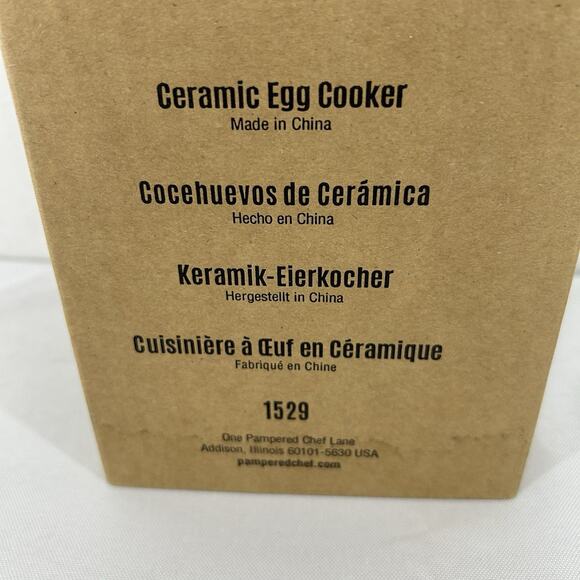 Ceramic Egg Cooker
Made in China
Cocehuevos de Cerámica
Hecho en China
Keramik-Eierkocher
Hergestellt in China
Cuisinière à Œuf en Céramique
Fabriqué en Chine
1529
One Pampered Chef Lane
Addison, Illinois 60101-5630 USA
pamperedchef.com